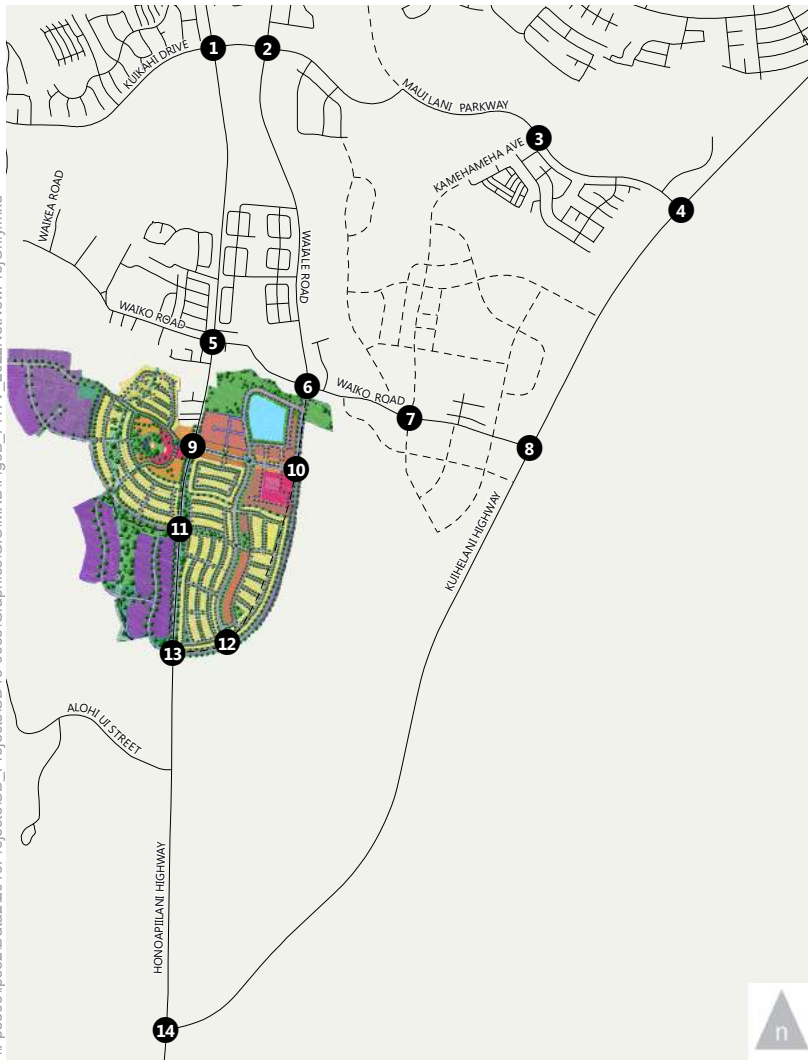 KUIKAHI DRIVE
1
2
MAUI LANI PARKWAY
3
KAMEHAMEHA AVE
4
WAIKEA ROAD
WAIALE ROAD
WAIKO ROAD
5
6
WAIKO ROAD
7
8
9
10
KUIHELANI HIGHWAY
11
12
13
ALOHI UI STREET
HONOAPIILANI HIGHWAY
14
n